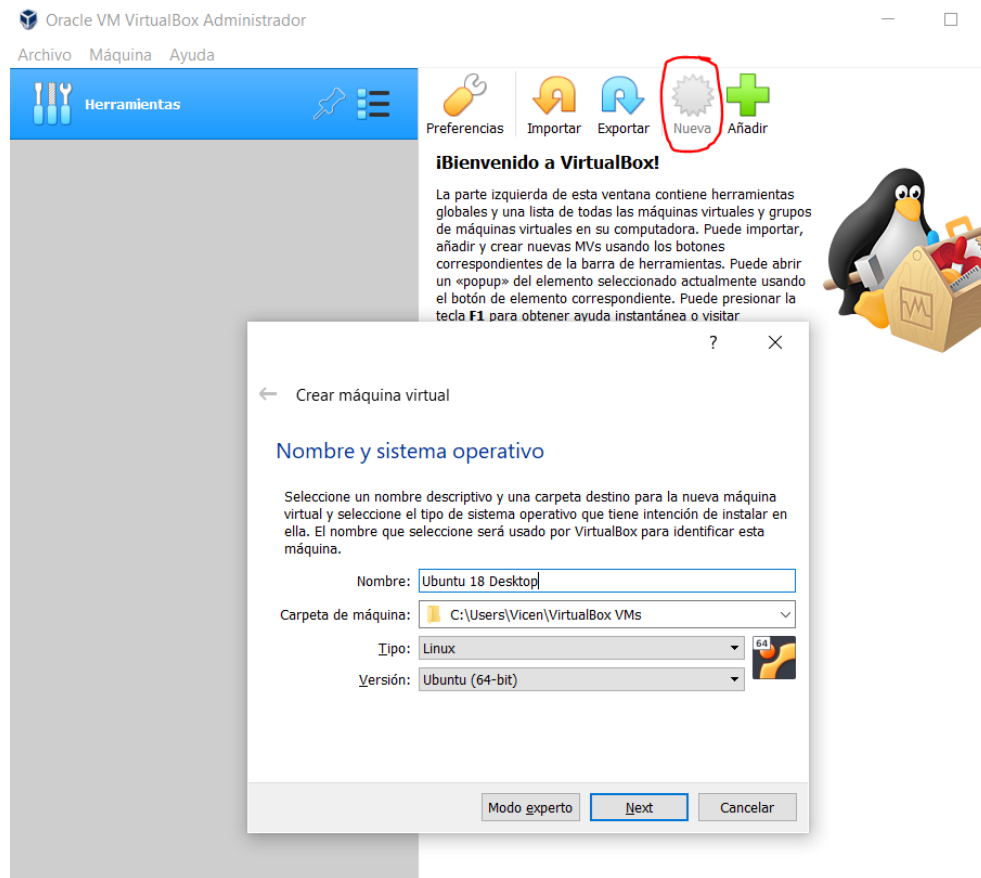 Oracle VM VirtualBox Administrador
Archivo Máquina Ayuda
Herramientas
Preferencias Importar Exportar Nueva Añadir
¡Bienvenido a VirtualBox!
La parte izquierda de esta ventana contiene herramientas
globales y una lista de todas las máquinas virtuales y grupos
de máquinas virtuales en su computadora. Puede importar,
añadir y crear nuevas MVs usando los botones
correspondientes de la barra de herramientas. Puede abrir
un «popup» del elemento seleccionado actualmente usando
el botón de elemento correspondiente. Puede presionar la
tecla F1 para obtener ayuda instantánea o visitar
?
Crear máquina virtual
Nombre y sistema operativo
Seleccione un nombre descriptivo y una carpeta destino para la nueva máquina
virtual y seleccione el tipo de sistema operativo que tiene intención de instalar en
ella. El nombre que seleccione será usado por VirtualBox para identificar esta
máquina.
Nombre: Ubuntu 18 Desktop
Carpeta de máquina: C:\Users\Vicen\VirtualBox VMs
Tipo: Linux
64
Versión: Ubuntu (64-bit)
Modo experto Next Cancelar